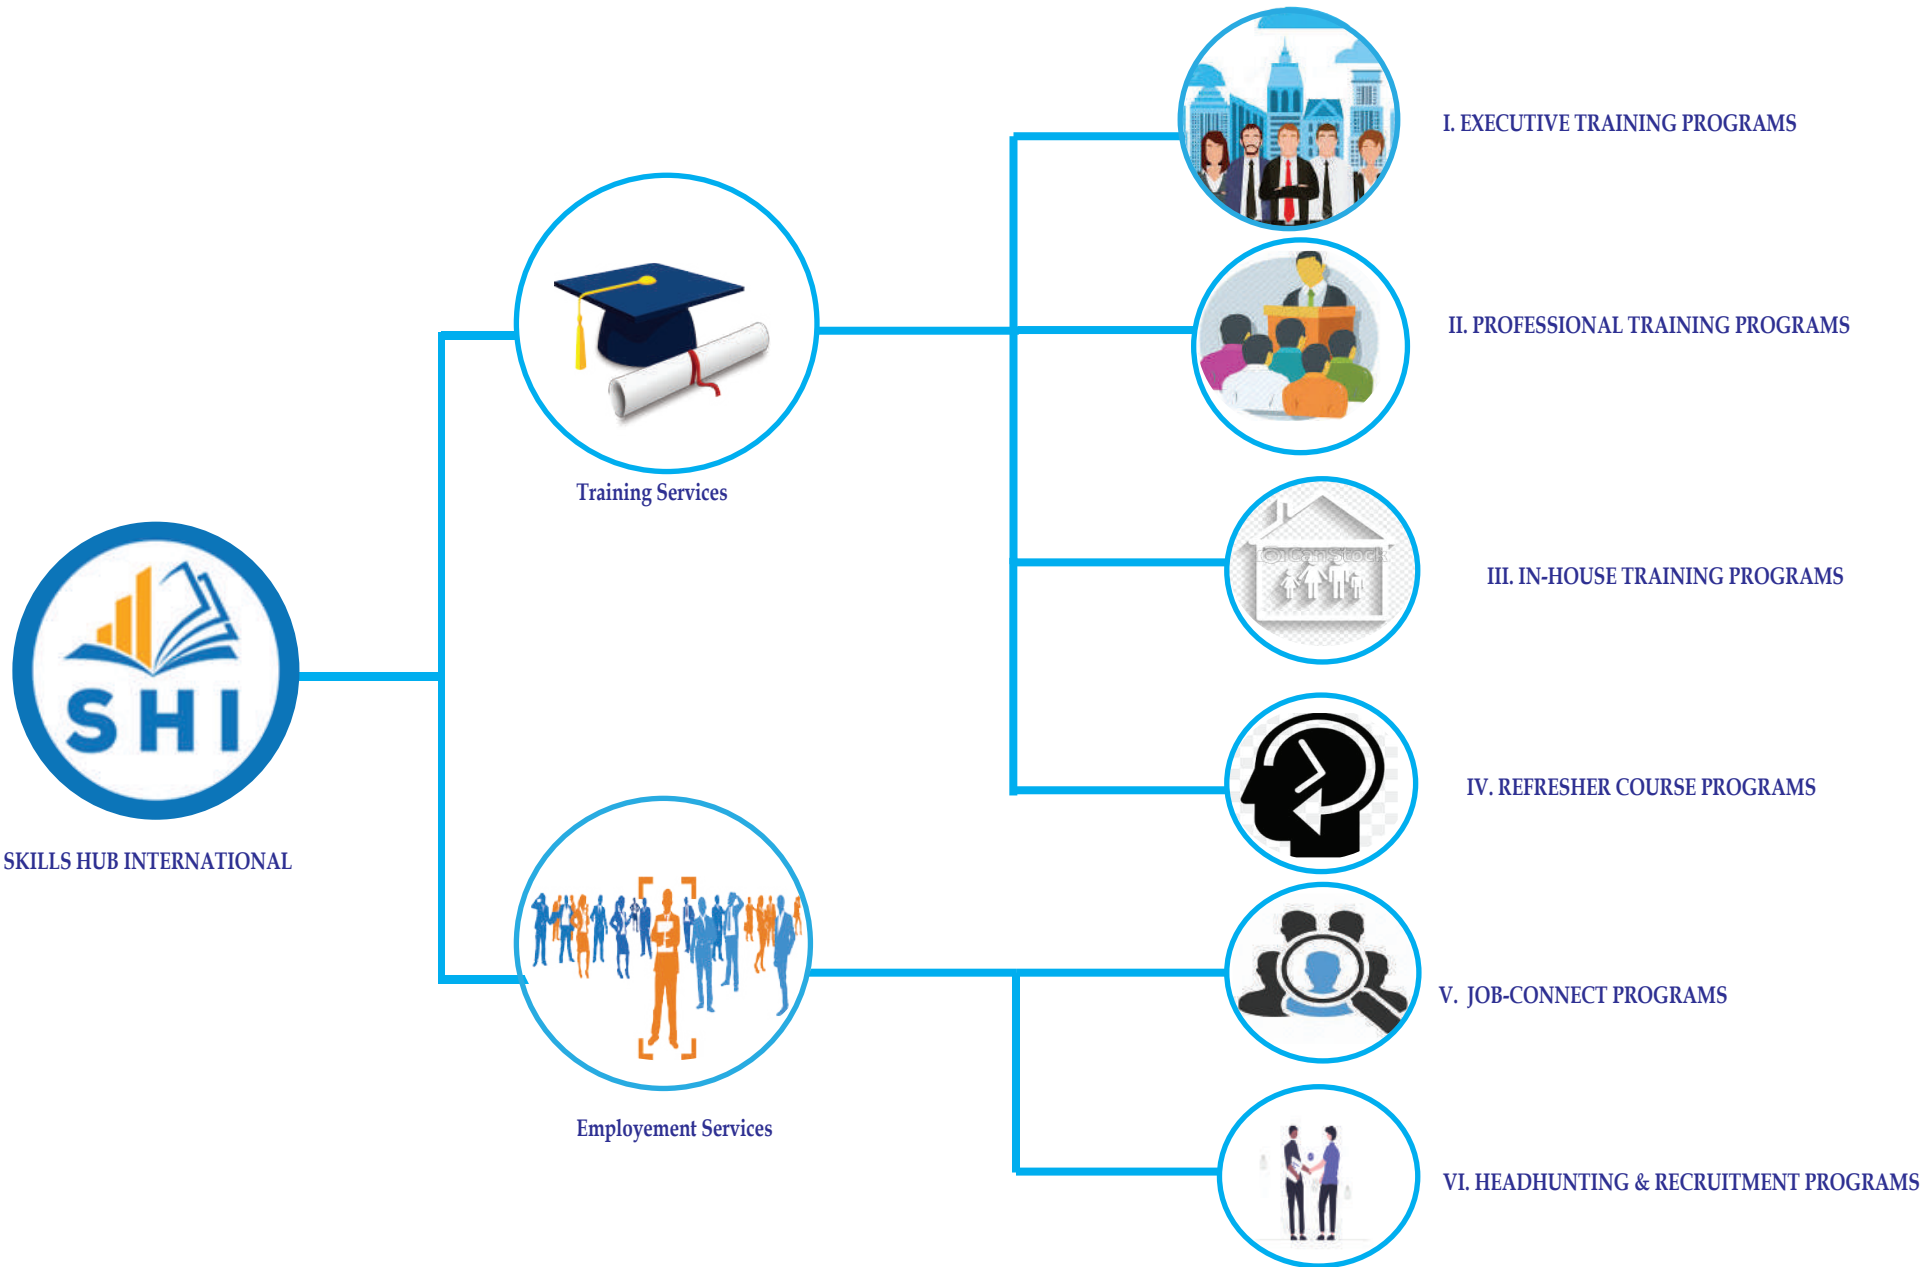 I. EXECUTIVE TRAINING PROGRAMS
II. PROFESSIONAL TRAINING PROGRAMS
Training Services
III. IN-HOUSE TRAINING PROGRAMS
© CanStock
SHI
SKILLS HUB INTERNATIONAL
IV. REFRESHER COURSE PROGRAMS
V. JOB-CONNECT PROGRAMS
Employement Services
VI. HEADHUNTING & RECRUITMENT PROGRAMS